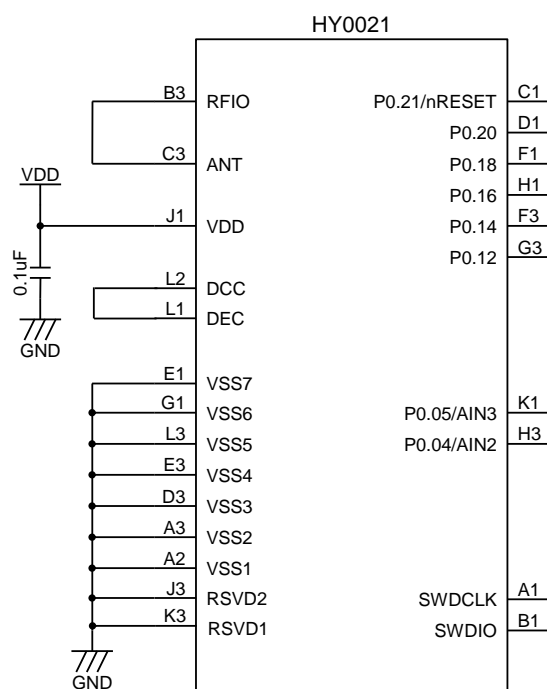 HY0021
B3 RFIO P0.21/nRESET C1
P0.20 D1
C3 ANT P0.18 F1
VDD
P0.16 H1
J1 VDD P0.14 F3
P0.12 G3
0.1uF
L2 DCC
L1 DEC
GND
E1 VSS7
G1 VSS6 P0.05/AIN3 K1
L3 VSS5 P0.04/AIN2 H3
E3 VSS4
D3 VSS3
A3 VSS2
A2 VSS1
J3 RSVD2 SWDCLK A1
K3 RSVD1 SWDIO B1
GND